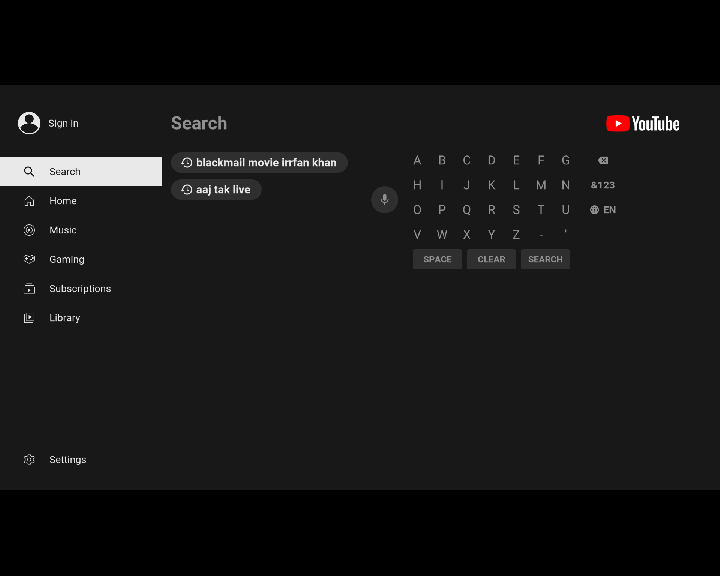 Sign in
Search
YouTube
Search
Home
Music
Gaming
Subscriptions
Library
Settings
blackmail movie irrfan khan
aaj tak live
A B C D E F G
H I J K L M N &123
O P Q R S T U EN
V W X Y Z - '
SPACE CLEAR SEARCH